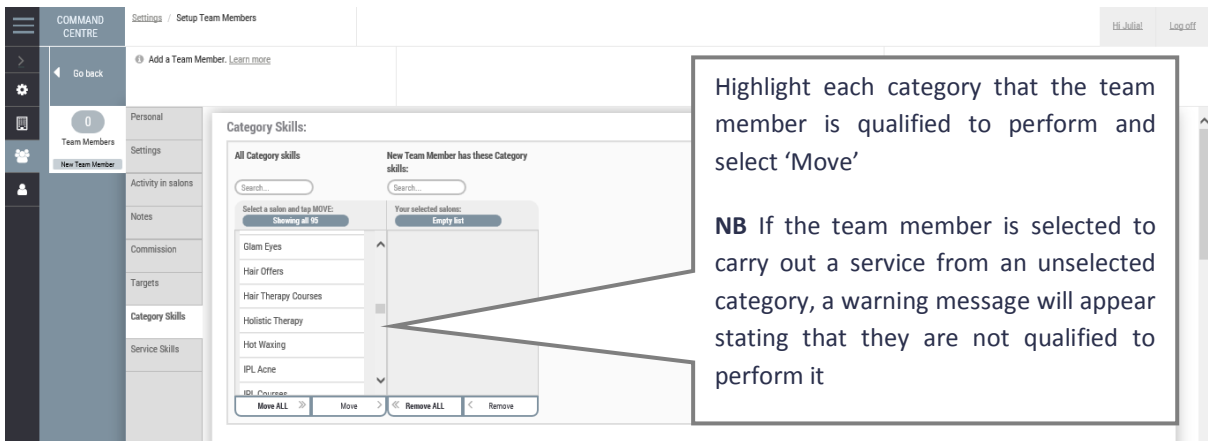 COMMAND CENTRE
Settings / Setup Team Members
Hi Julia!
Log off
Go back
Add a Team Member. Learn more
0
Team Members
New Team Member
Personal
Settings
Activity in salons
Notes
Commission
Targets
Category Skills
Service Skills
Category Skills:
All Category skills
Search...
Select a salon and tap MOVE:
Showing all 95
Glam Eyes
Hair Offers
Hair Therapy Courses
Holistic Therapy
Hot Waxing
IPL Acne
IPL Courses
Move ALL
Move
New Team Member has these Category
skills:
Search...
Your selected salons:
Empty list
Remove ALL
Remove
Highlight each category that the team
member is qualified to perform and
select ‘Move’
NB If the team member is selected to
carry out a service from an unselected
category, a warning message will appear
stating that they are not qualified to
perform it